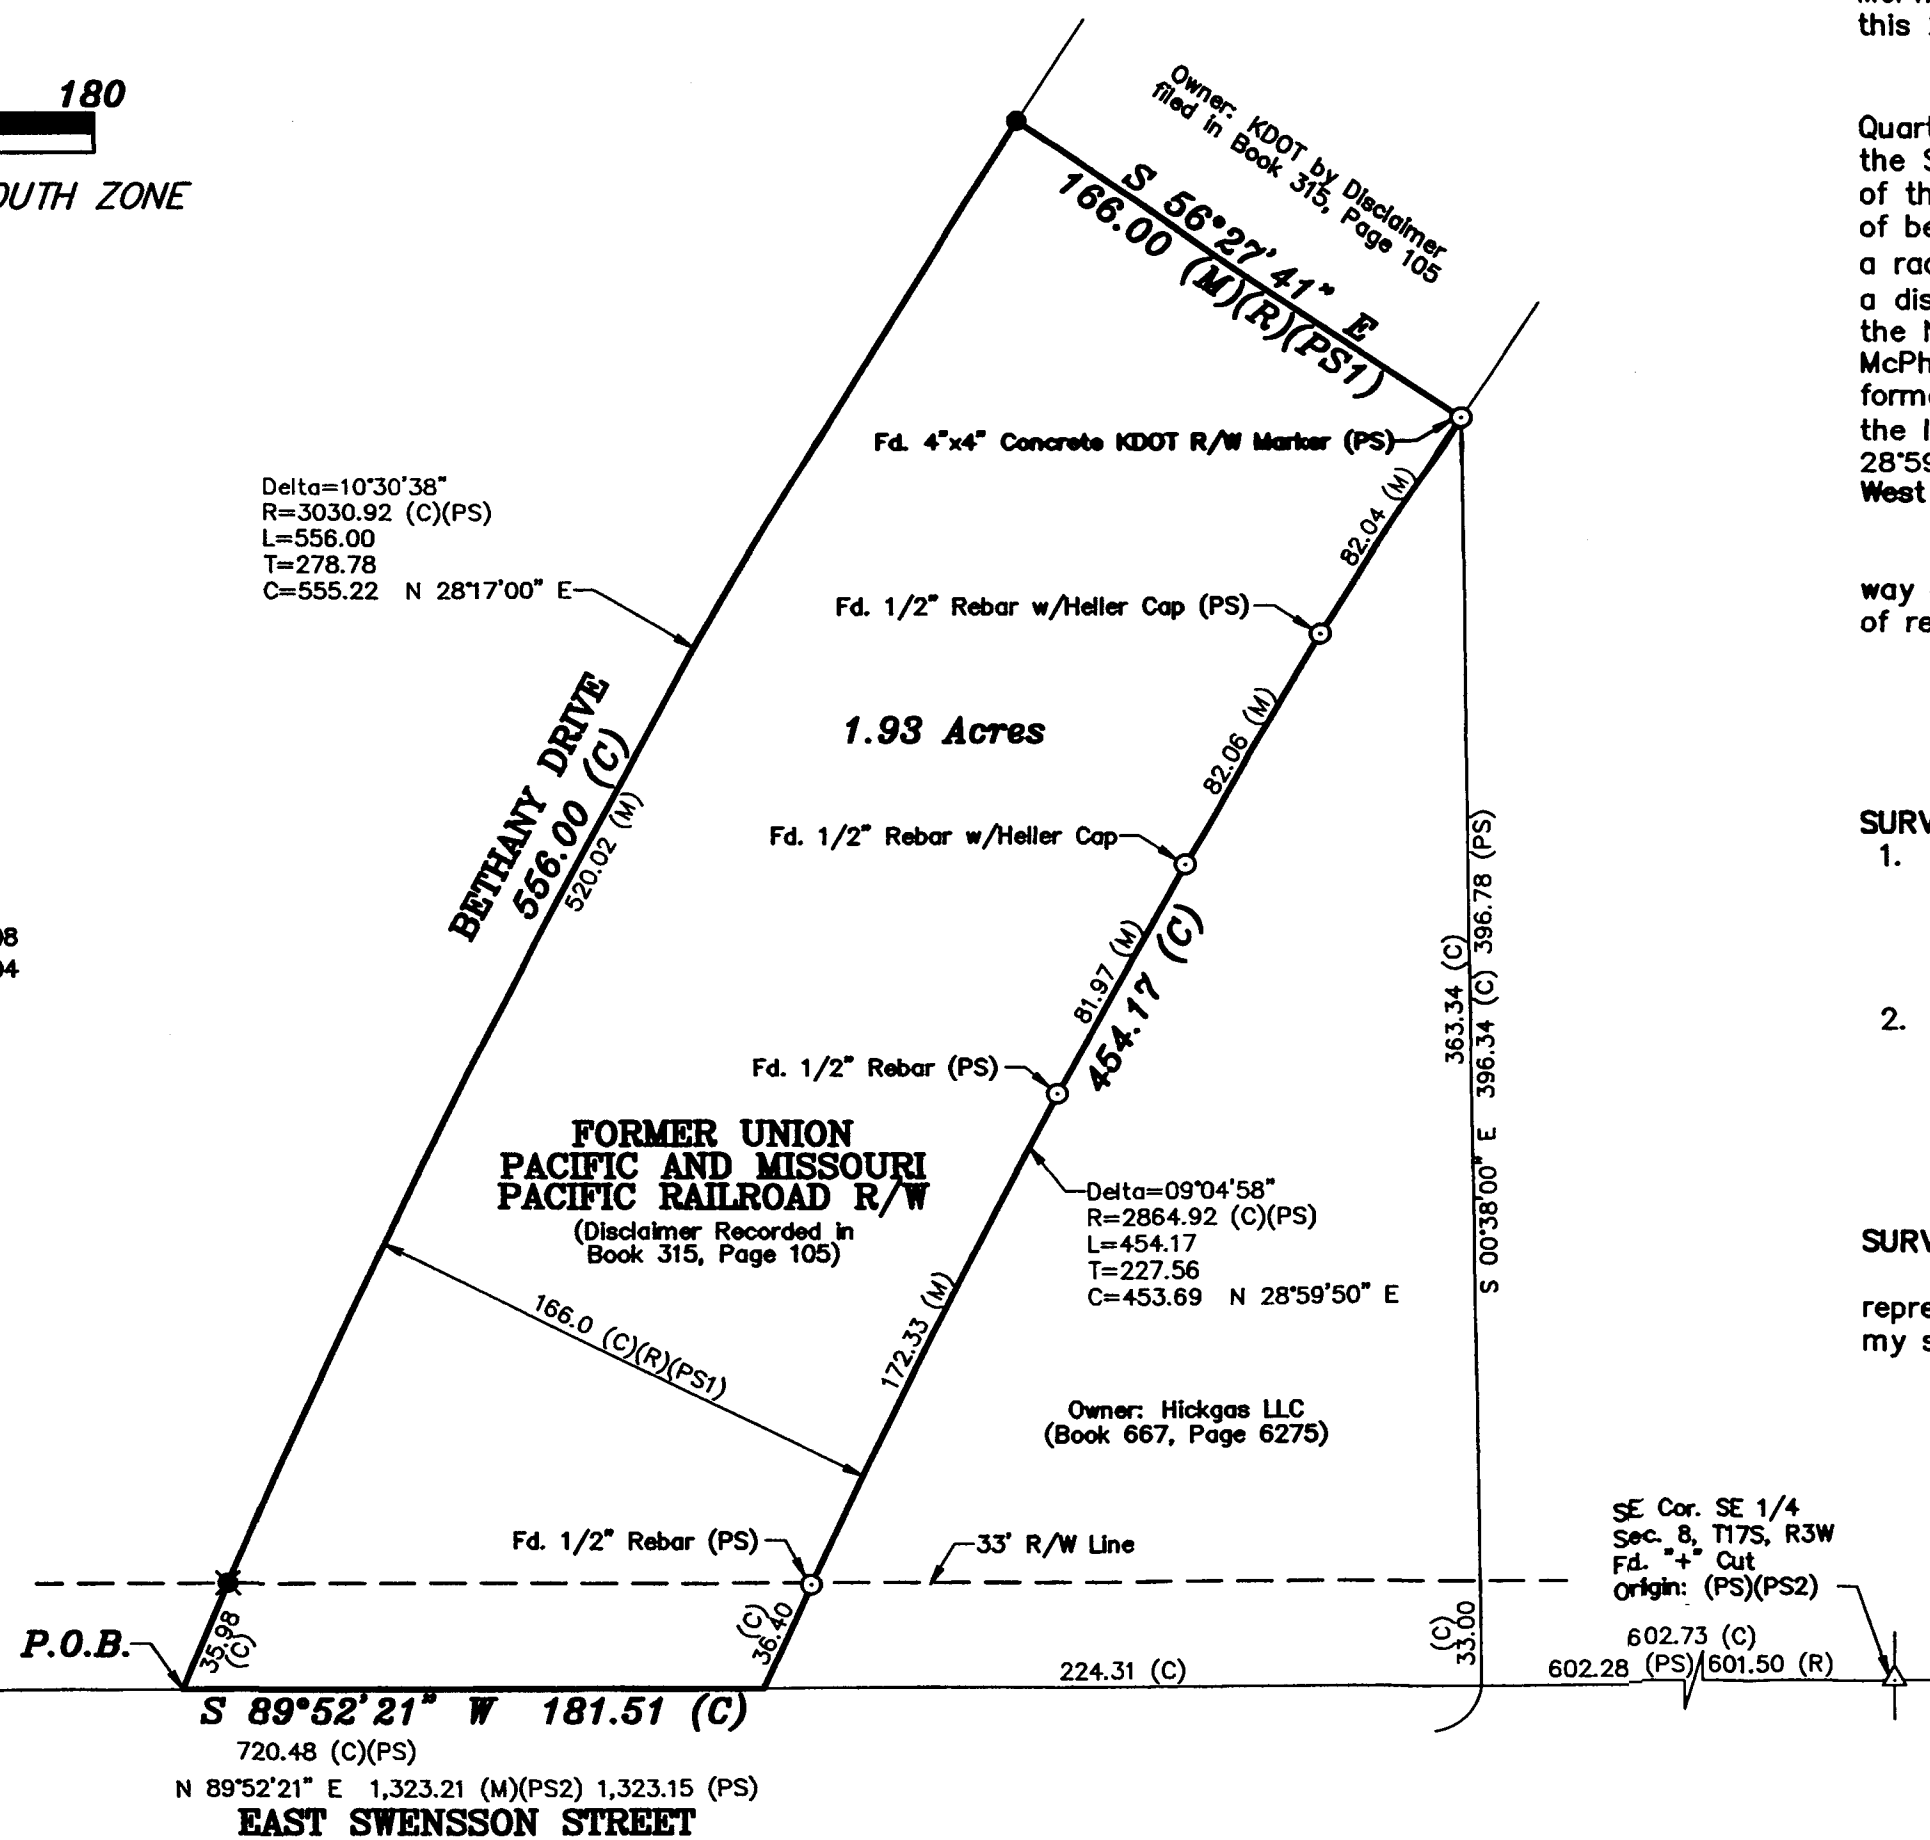 180
OUTH ZONE
Owner: KDOT by Disclaimer
filed in Book 315, Page 105
S 56°27'41" E
166.00 (M)(R)(PS1)
Fd. 4"x4" Concrete KDOT R/W Marker (PS)
82.04 (M)
Delta=10°30'38"
R=3030.92 (C)(PS)
L=556.00
T=278.78
C=555.22 N 28°17'00" E
Fd. 1/2" Rebar w/Heller Cap (PS)
82.06 (M)
1.93 Acres
BETHANY DRIVE
556.00 (C)
520.02 (M)
Fd. 1/2" Rebar w/Heller Cap
81.97 (M)
454.17 (C)
363.34 (C)
S 00°38'00" E 396.34 (C) 396.78 (PS)
Fd. 1/2" Rebar (PS)
FORMER UNION
PACIFIC AND MISSOURI
PACIFIC RAILROAD R/W
(Disclaimer Recorded in
Book 315, Page 105)
Delta=09°04'58"
R=2864.92 (C)(PS)
L=454.17
T=227.56
C=453.69 N 28°59'50" E
166.0 (C)(R)(PS1)
172.33 (M)
Owner: Hickgas LLC
(Book 667, Page 6275)
Fd. 1/2" Rebar (PS)
33' R/W Line
SE Cor. SE 1/4
Sec. 8, T17S, R3W
Fd. "+" Cut
Origin: (PS)(PS2)
P.O.B.
35.98
(C)
(C)
36.40
(C)
33.00
224.31 (C)
602.73 (C)
602.28 (PS) 601.50 (R)
S 89°52'21" W 181.51 (C)
720.48 (C)(PS)
N 89°52'21" E 1,323.21 (M)(PS2) 1,323.15 (PS)
EAST SWENSSON STREET
08
04
this
Quart
the S
of th
of be
a rad
a dis
the N
McPh
form
the
28°59
West
way
of re
SURV
1.
2.
SURV
repre
my s